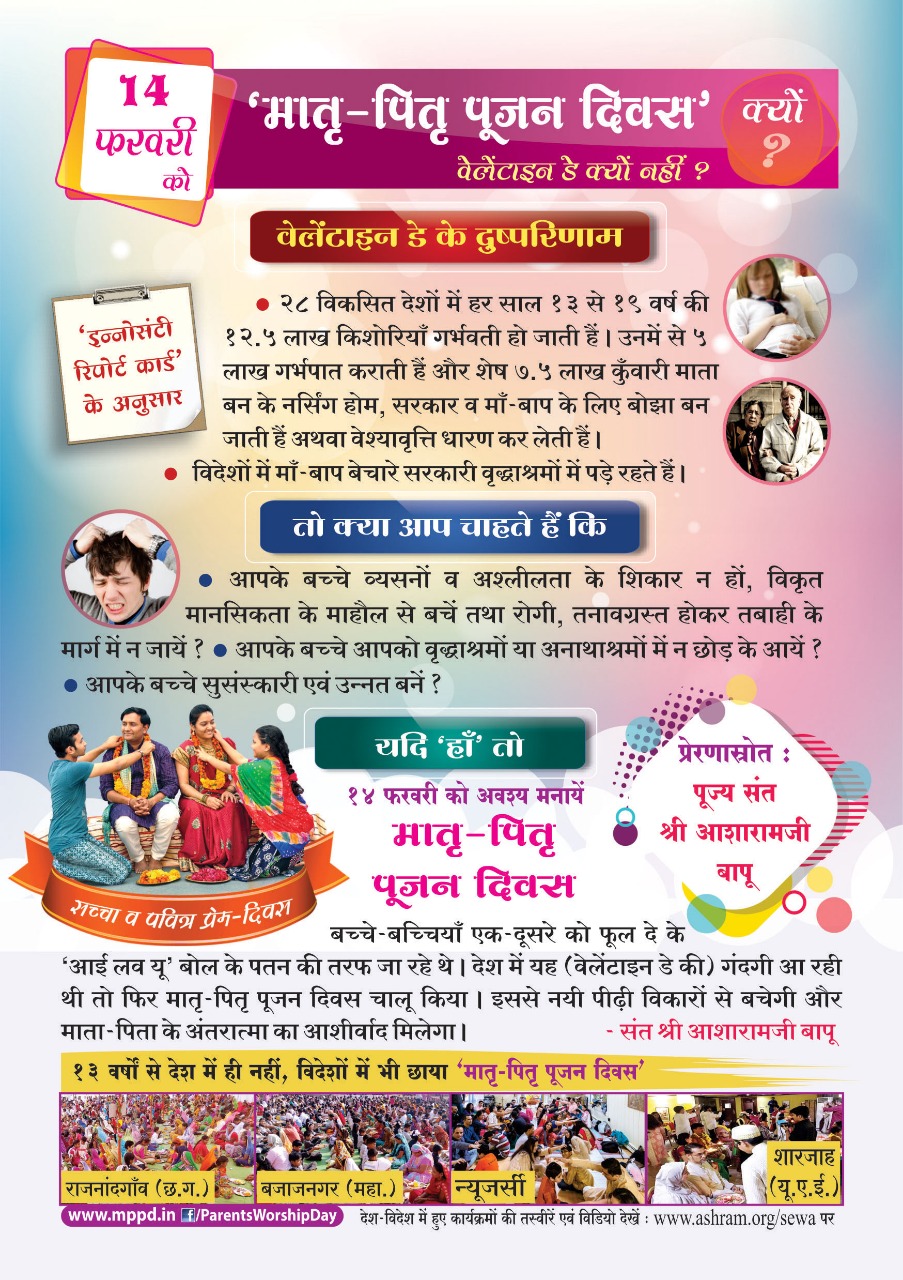 14
फरवरी
को
‘मातृ-पितृ पूजन दिवस’
क्यों
?
वेलेंटाइन डे क्यों नहीं ?
वेलेंटाइन डे के दुष्परिणाम
‘इन्नोसंटी
रिपोर्ट कार्ड’
के अनुसार
● २८ विकसित देशों में हर साल १३ से १९ वर्ष की
१२.५ लाख किशोरियाँ गर्भवती हो जाती हैं । उनमें से ५
लाख गर्भपात कराती हैं और शेष ७.५ लाख कुँवारी माता
बन के नर्सिंग होम, सरकार व माँ-बाप के लिए बोझा बन
जाती हैं अथवा वेश्यावृत्ति धारण कर लेती हैं ।
● विदेशों में माँ-बाप बेचारे सरकारी वृद्धाश्रमों में पड़े रहते हैं ।
तो क्या आप चाहते हैं कि
● आपके बच्चे व्यसनों व अश्लीलता के शिकार न हों, विकृत
मानसिकता के माहौल से बचें तथा रोगी, तनावग्रस्त होकर तबाही के
मार्ग में न जायें ? ● आपके बच्चे आपको वृद्धाश्रमों या अनाथाश्रमों में न छोड़ के आयें ?
● आपके बच्चे सुसंस्कारी एवं उन्नत बनें ?
यदि ‘हाँ’ तो
१४ फरवरी को अवश्य मनायें
मातृ-पितृ
पूजन दिवस
प्रेरणास्रोत :
पूज्य संत
श्री आशारामजी
बापू
सच्चा व पवित्र प्रेम-दिवस
बच्चे-बच्चियाँ एक-दूसरे को फूल दे के
‘आई लव यू’ बोल के पतन की तरफ जा रहे थे । देश में यह (वेलेंटाइन डे की) गंदगी आ रही
थी तो फिर मातृ-पितृ पूजन दिवस चालू किया । इससे नयी पीढ़ी विकारों से बचेगी और
माता-पिता के अंतरात्मा का आशीर्वाद मिलेगा ।
- संत श्री आशारामजी बापू
१३ वर्षों से देश में ही नहीं, विदेशों में भी छाया ‘मातृ-पितृ पूजन दिवस’
राजनांदगाँव (छ.ग.)
बजाजनगर (महा.)
न्यूजर्सी
शारजाह
(यू.ए.ई.)
www.mppd.in f/ParentsWorshipDay
देश-विदेश में हुए कार्यक्रमों की तस्वीरें एवं विडियो देखें : www.ashram.org/sewa पर